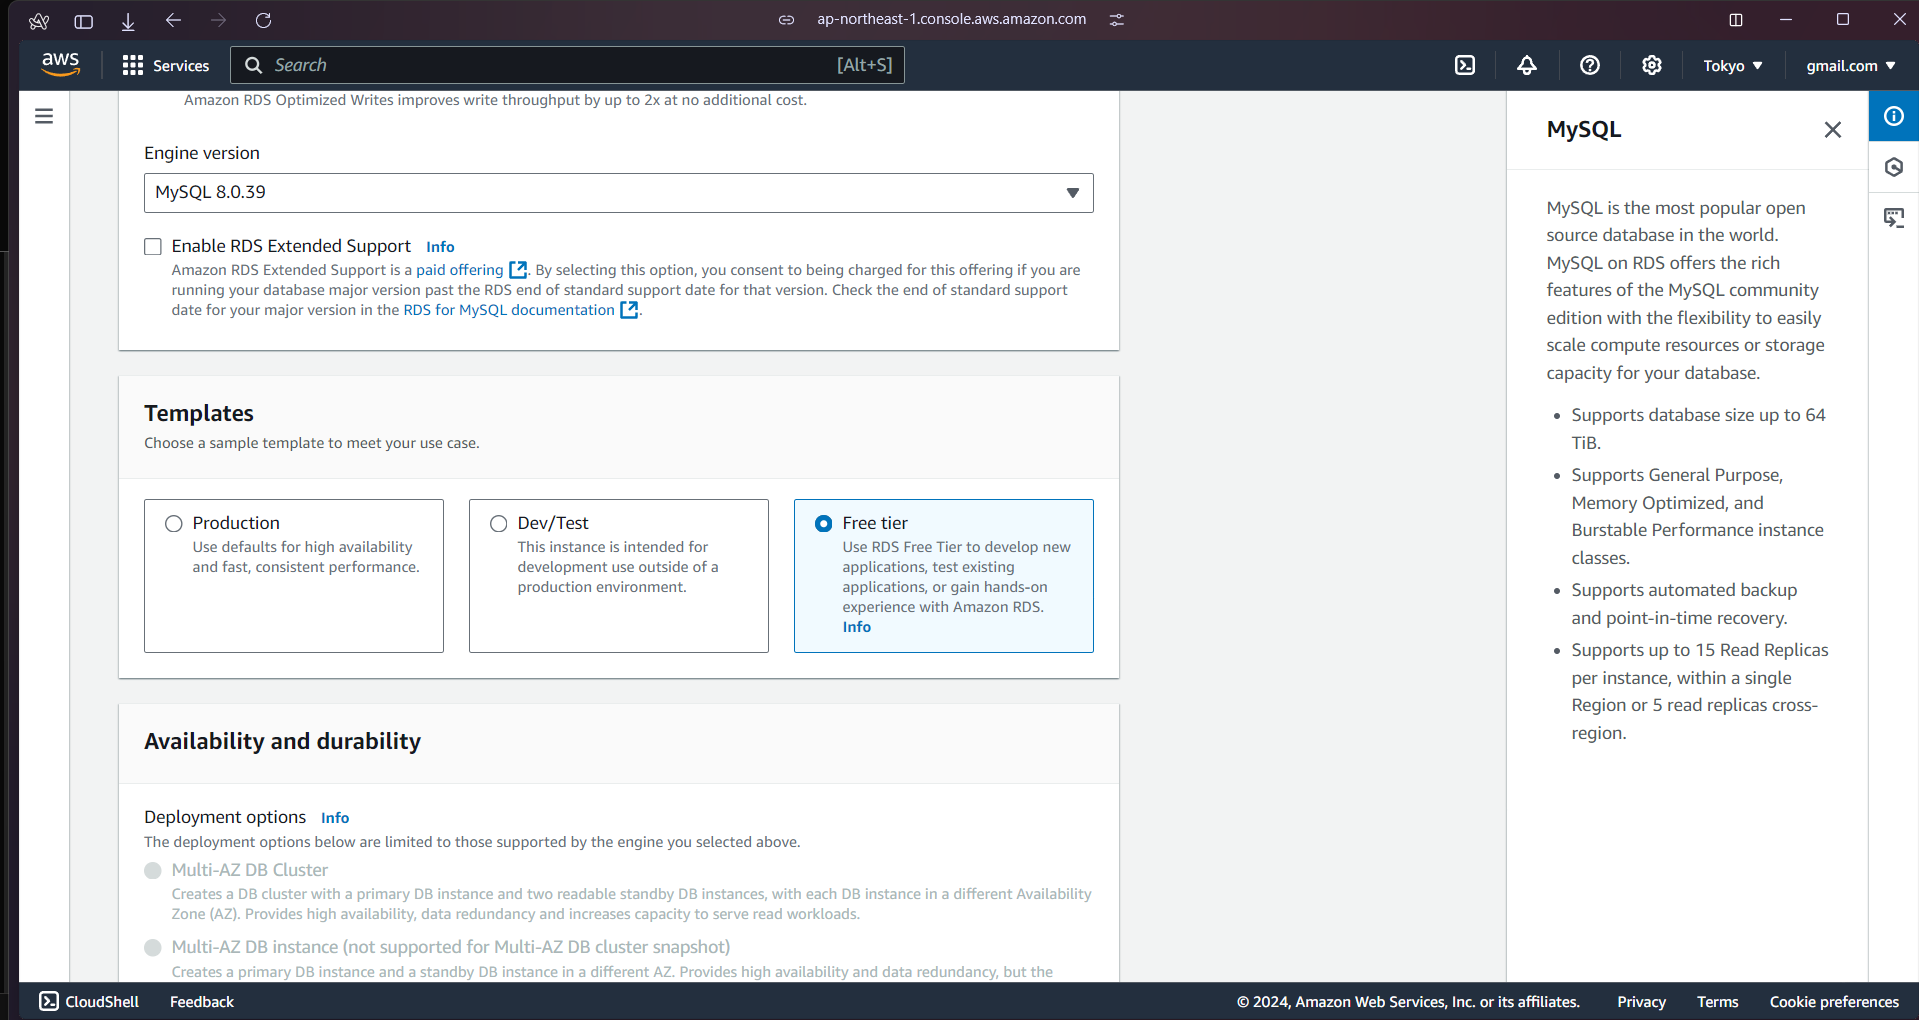 ap-northeast-1.console.aws.amazon.com
aws
Services
Search
[Alt+S]
Tokyo
gmail.com
Amazon RDS Optimized Writes improves write throughput by up to 2x at no additional cost.
Engine version
MySQL 8.0.39
Enable RDS Extended Support Info
Amazon RDS Extended Support is a paid offering. By selecting this option, you consent to being charged for this offering if you are
running your database major version past the RDS end of standard support date for that version. Check the end of standard support
date for your major version in the RDS for MySQL documentation.
Templates
Choose a sample template to meet your use case.
Production
Use defaults for high availability
and fast, consistent performance.
Dev/Test
This instance is intended for
development use outside of a
production environment.
Free tier
Use RDS Free Tier to develop new
applications, test existing
applications, or gain hands-on
experience with Amazon RDS.
Info
Availability and durability
Deployment options Info
The deployment options below are limited to those supported by the engine you selected above.
Multi-AZ DB Cluster
Creates a DB cluster with a primary DB instance and two readable standby DB instances, with each DB instance in a different Availability
Zone (AZ). Provides high availability, data redundancy and increases capacity to serve read workloads.
Multi-AZ DB instance (not supported for Multi-AZ DB cluster snapshot)
Creates a primary DB instance and a standby DB instance in a different AZ. Provides high availability and data redundancy, but the
MySQL
MySQL is the most popular open
source database in the world.
MySQL on RDS offers the rich
features of the MySQL community
edition with the flexibility to easily
scale compute resources or storage
capacity for your database.
• Supports database size up to 64
TiB.
• Supports General Purpose,
Memory Optimized, and
Burstable Performance instance
classes.
• Supports automated backup
and point-in-time recovery.
• Supports up to 15 Read Replicas
per instance, within a single
Region or 5 read replicas cross-
region.
CloudShell
Feedback
© 2024, Amazon Web Services, Inc. or its affiliates.
Privacy
Terms
Cookie preferences